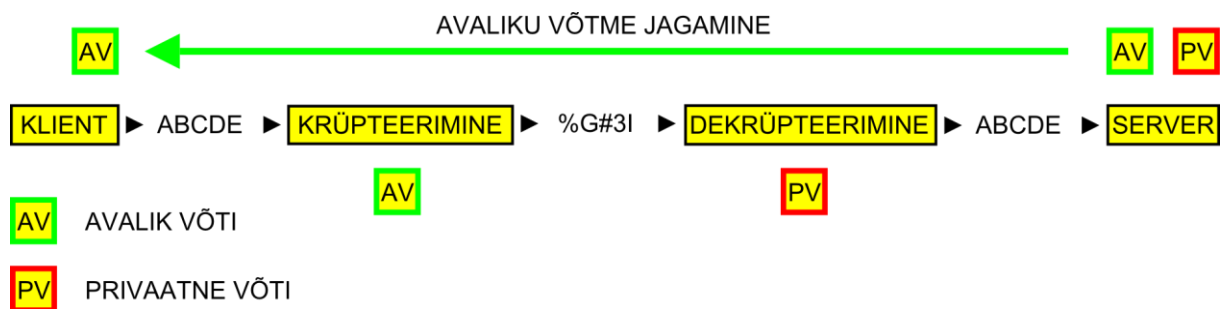 AVALIKU VÕTME JAGAMINE
AV AV PV
KLIENT ► ABCDE ► KRÜPTEERIMINE ► %G#3I ► DEKRÜPTEERIMINE ► ABCDE ► SERVER
AV PV
AV AVALIK VÕTI
PV PRIVAATNE VÕTI